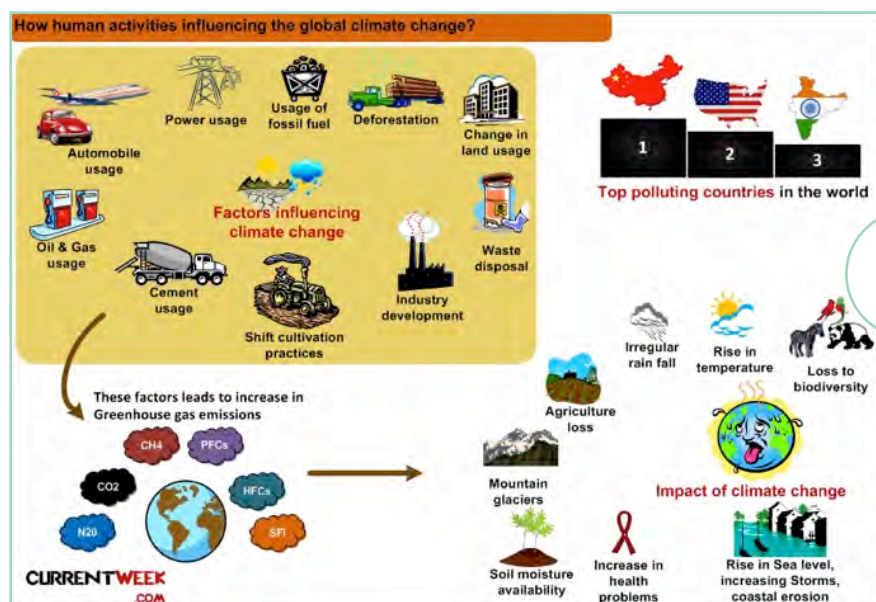 How human activities influencing the global climate change?
Automobile
usage
Power usage
Usage of
fossil fuel
Deforestation
Change in
land usage
Oil & Gas
usage
Factors influencing
climate change
Waste
disposal
Cement
usage
Shift cultivation
practices
Industry
development
1
2
3
Top polluting countries in the world
These factors leads to increase in
Greenhouse gas emissions
CH4
PFCs
CO2
HFCs
N20
SFI
CURRENTWEEK
.COM
Irregular
rain fall
Rise in
temperature
Loss to
biodiversity
Agriculture
loss
Mountain
glaciers
Impact of climate change
Soil moisture
availability
Increase in
health
problems
Rise in Sea level,
increasing Storms,
coastal erosion